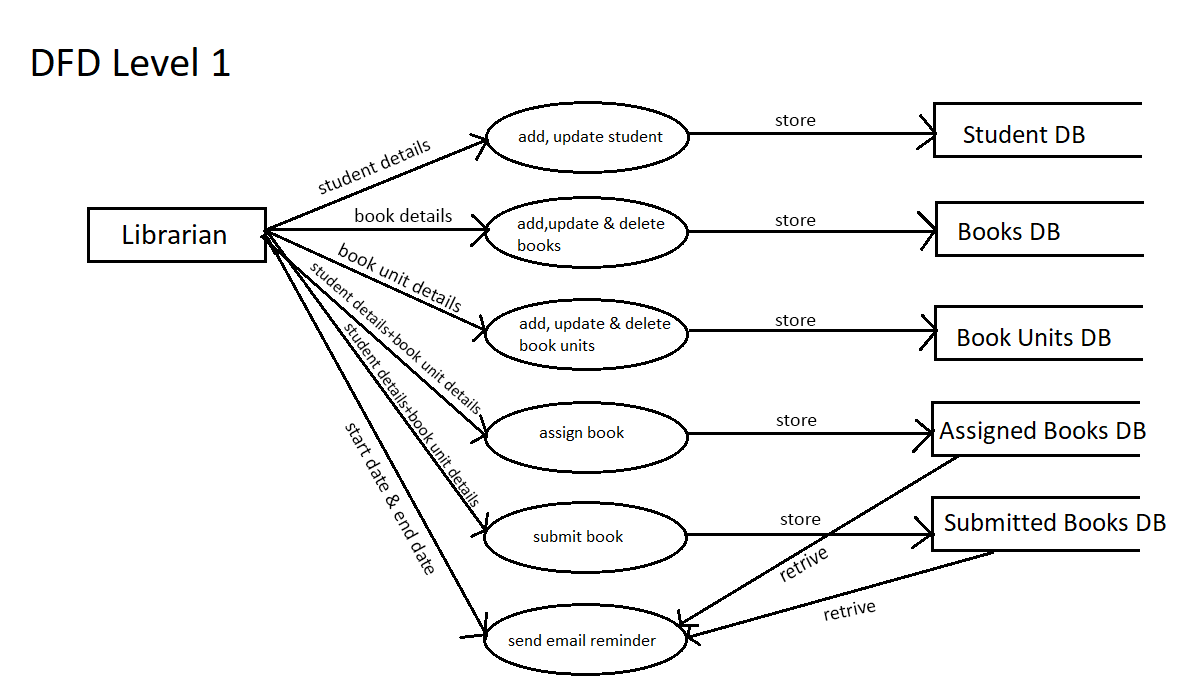 DFD Level 1
add, update student
store
Student DB
student details
Librarian
book details
add,update & delete
books
store
Books DB
book unit details
add, update & delete
book units
store
Book Units DB
student details+book unit details
assign book
store
Assigned Books DB
student details+book unit details
submit book
store
Submitted Books DB
start date & end date
send email reminder
retrive
retrive